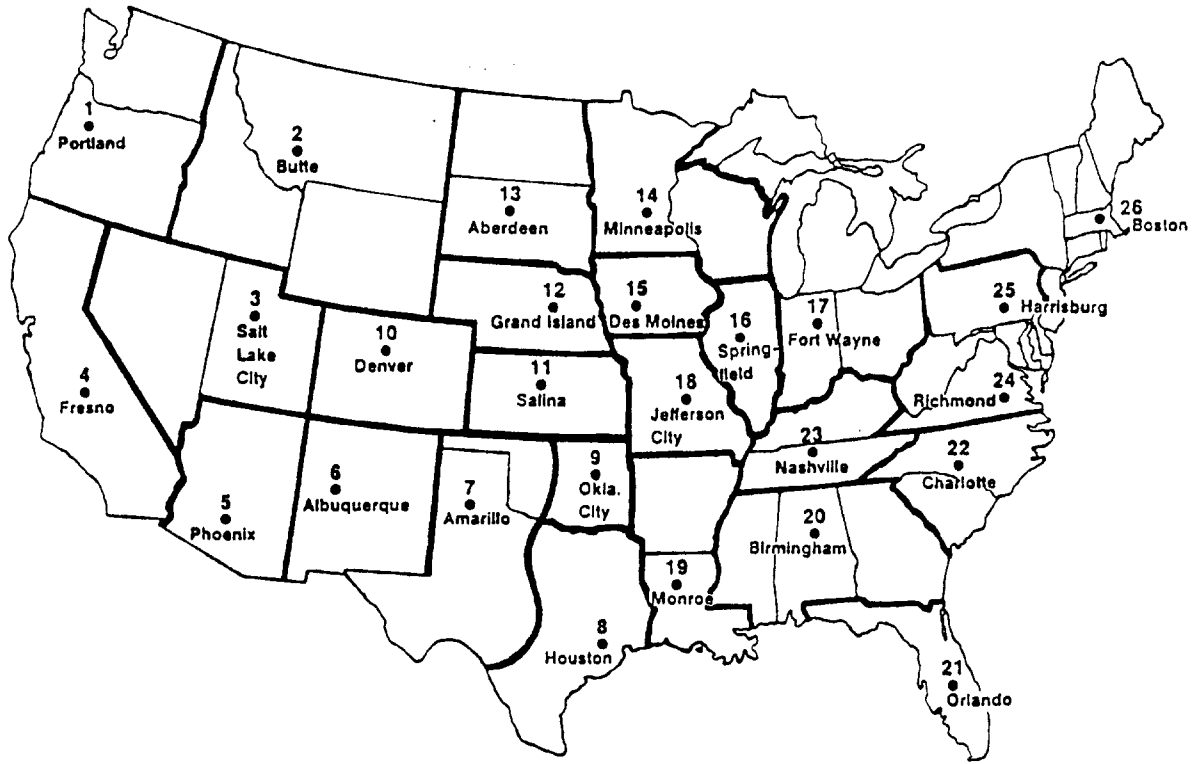 1
Portland
2
Butte
3
Salt
Lake
City
4
Fresno
5
Phoenix
6
Albuquerque
7
Amarillo
8
Houston
9
Okla.
City
10
Denver
11
Salina
12
Grand Island
13
Aberdeen
14
Minneapolis
15
Des Moines
16
Spring-
field
17
Fort Wayne
18
Jefferson
City
19
Monroe
20
Birmingham
21
Orlando
22
Charlotte
23
Nashville
24
Richmond
25
Harrisburg
26
Boston